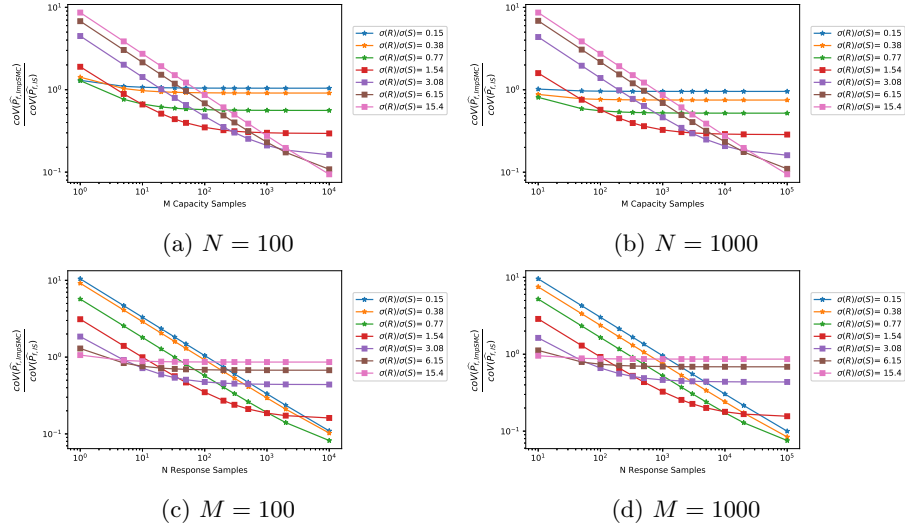 coV(P̂_{f,ImpSMC})
coV(P̂_{f,IS})
10¹
10⁰
10⁻¹
10⁰ 10¹ 10² 10³ 10⁴
M Capacity Samples
σ(R)/σ(S)= 0.15
σ(R)/σ(S)= 0.38
σ(R)/σ(S)= 0.77
σ(R)/σ(S)= 1.54
σ(R)/σ(S)= 3.08
σ(R)/σ(S)= 6.15
σ(R)/σ(S)= 15.4
(a) N = 100
coV(P̂_{f,ImpSMC})
coV(P̂_{f,IS})
10¹
10⁰
10⁻¹
10¹ 10² 10³ 10⁴ 10⁵
M Capacity Samples
σ(R)/σ(S)= 0.15
σ(R)/σ(S)= 0.38
σ(R)/σ(S)= 0.77
σ(R)/σ(S)= 1.54
σ(R)/σ(S)= 3.08
σ(R)/σ(S)= 6.15
σ(R)/σ(S)= 15.4
(b) N = 1000
coV(P̂_{f,ImpSMC})
coV(P̂_{f,IS})
10¹
10⁰
10⁻¹
10⁰ 10¹ 10² 10³ 10⁴
N Response Samples
σ(R)/σ(S)= 0.15
σ(R)/σ(S)= 0.38
σ(R)/σ(S)= 0.77
σ(R)/σ(S)= 1.54
σ(R)/σ(S)= 3.08
σ(R)/σ(S)= 6.15
σ(R)/σ(S)= 15.4
(c) M = 100
coV(P̂_{f,ImpSMC})
coV(P̂_{f,IS})
10¹
10⁰
10⁻¹
10¹ 10² 10³ 10⁴ 10⁵
N Response Samples
σ(R)/σ(S)= 0.15
σ(R)/σ(S)= 0.38
σ(R)/σ(S)= 0.77
σ(R)/σ(S)= 1.54
σ(R)/σ(S)= 3.08
σ(R)/σ(S)= 6.15
σ(R)/σ(S)= 15.4
(d) M = 1000